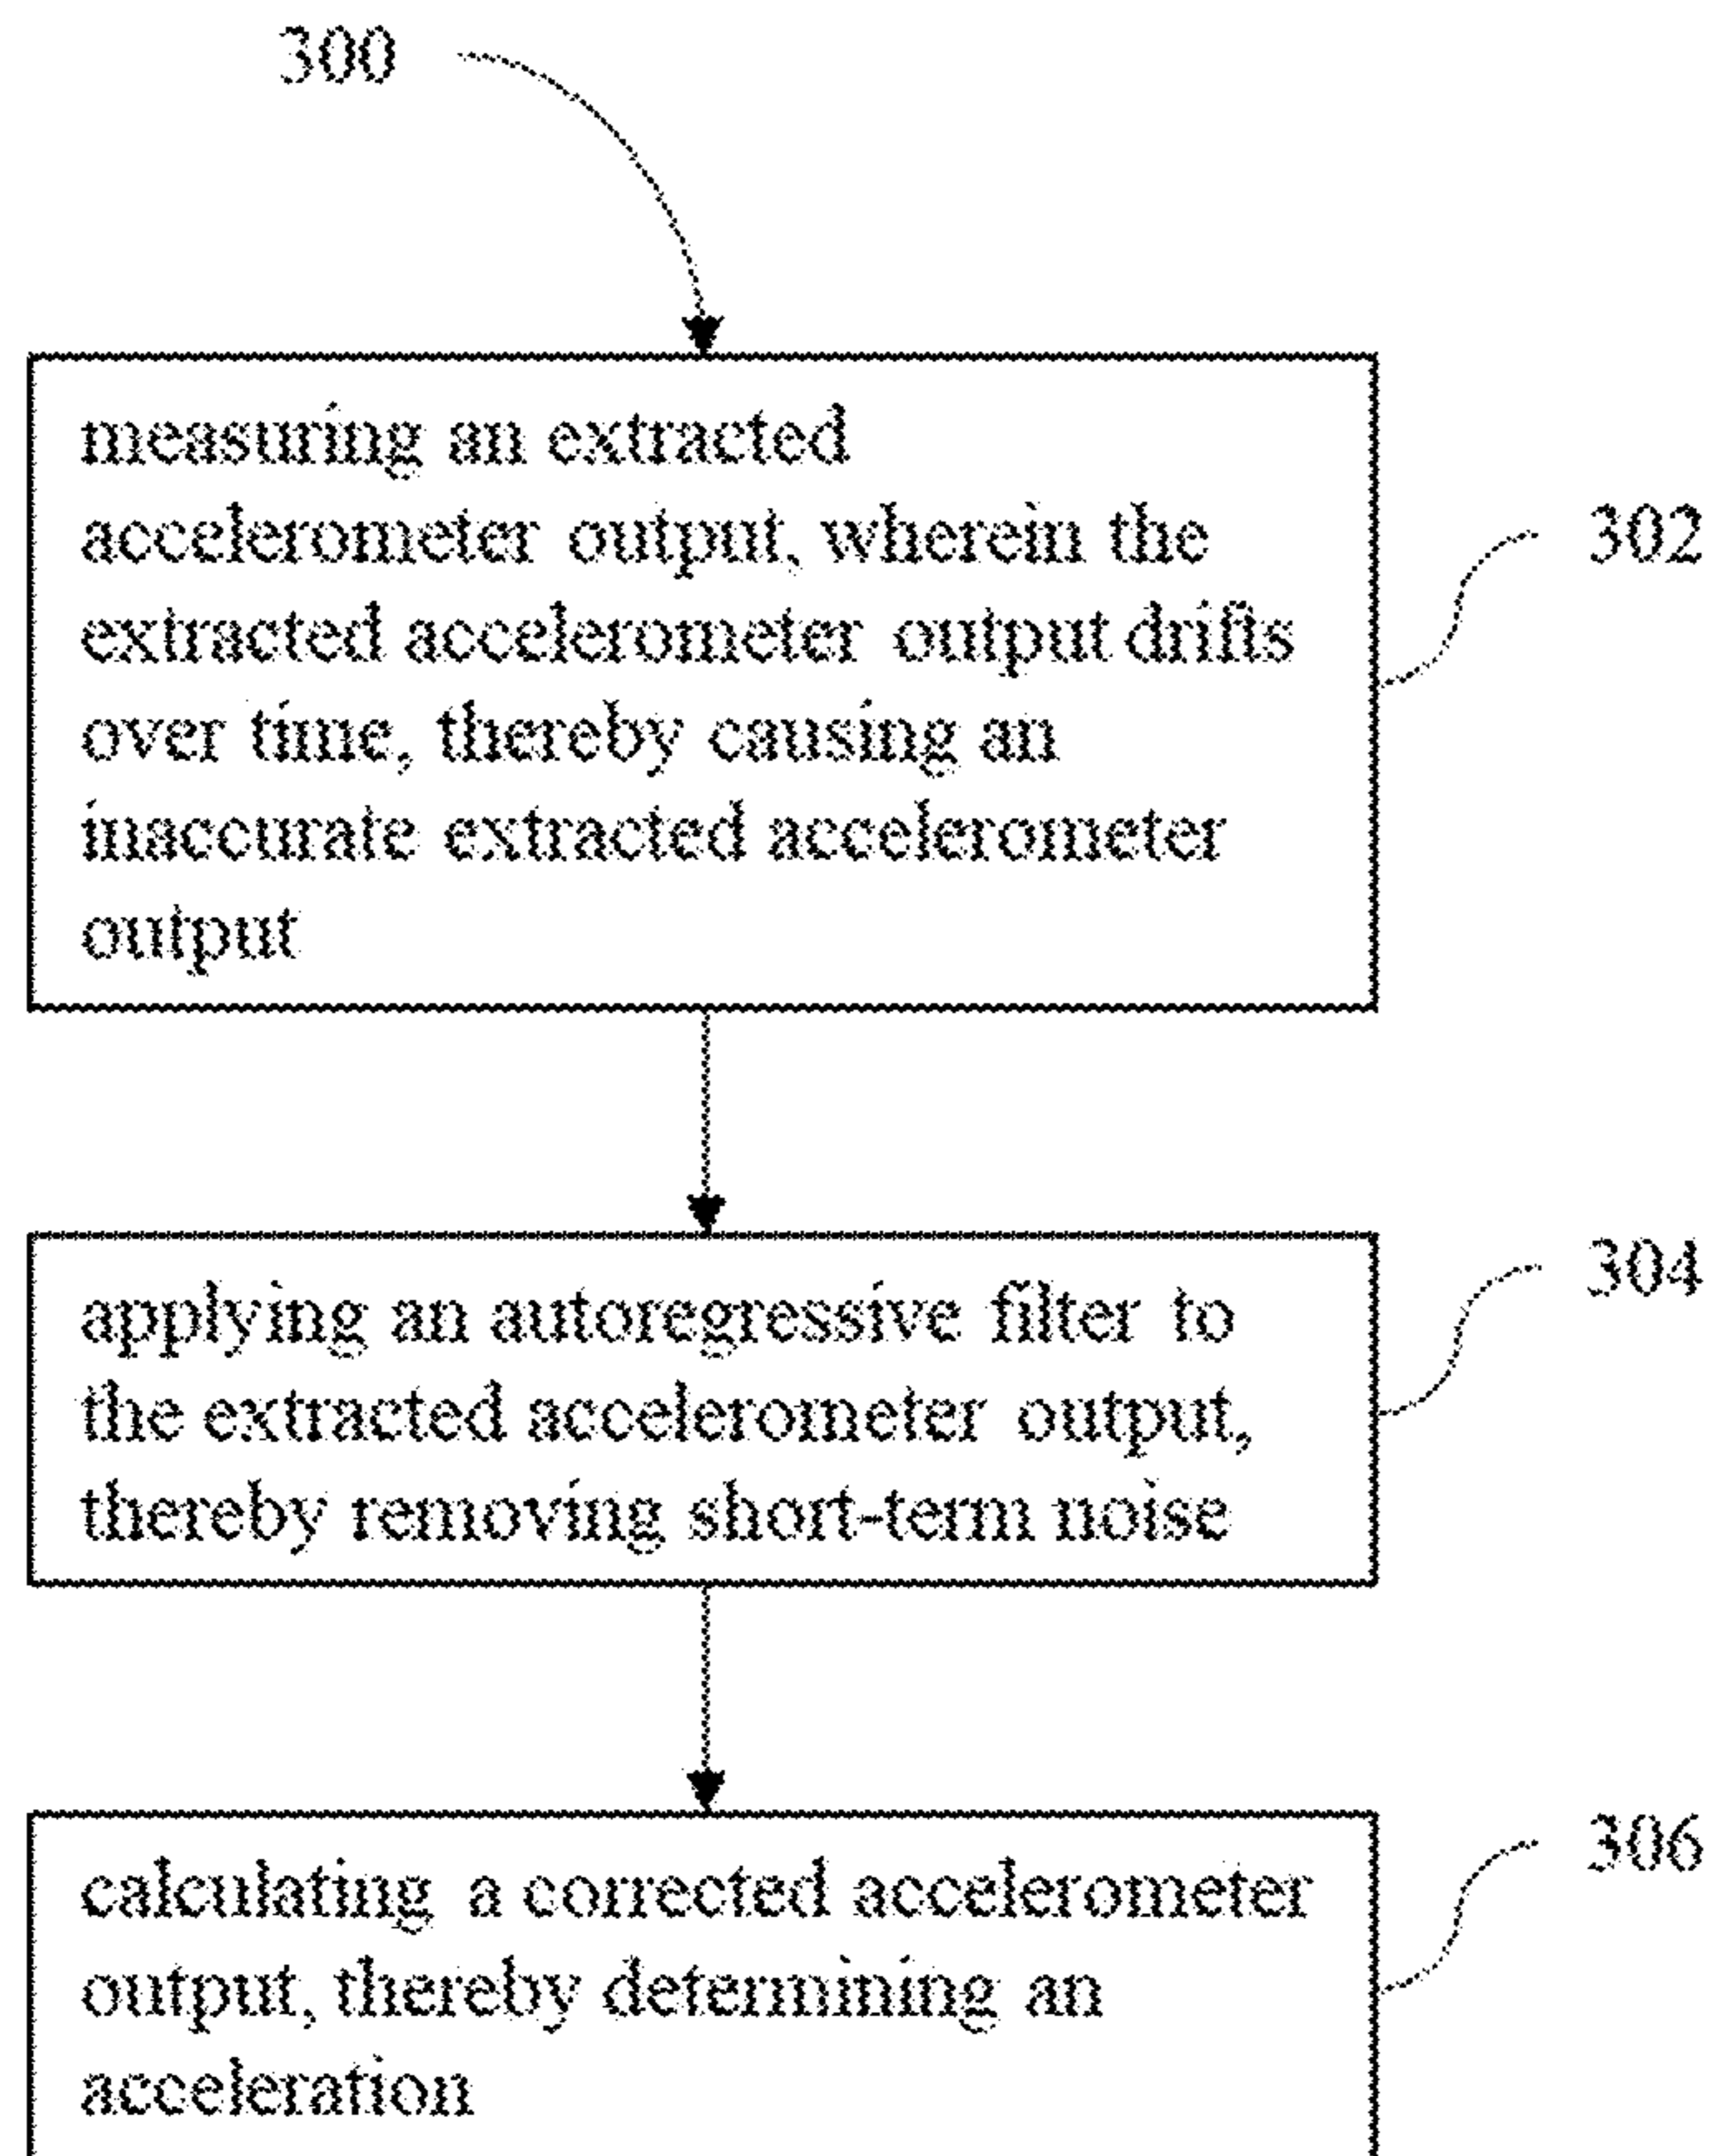 300
measuring an extracted
accelerometer output, wherein the
extracted accelerometer output drifts
over time, thereby causing an
inaccurate extracted accelerometer
output
302
applying an autoregressive filter to
the extracted accelerometer output,
thereby removing short-term noise
304
calculating a corrected accelerometer
output, thereby determining an
acceleration
306